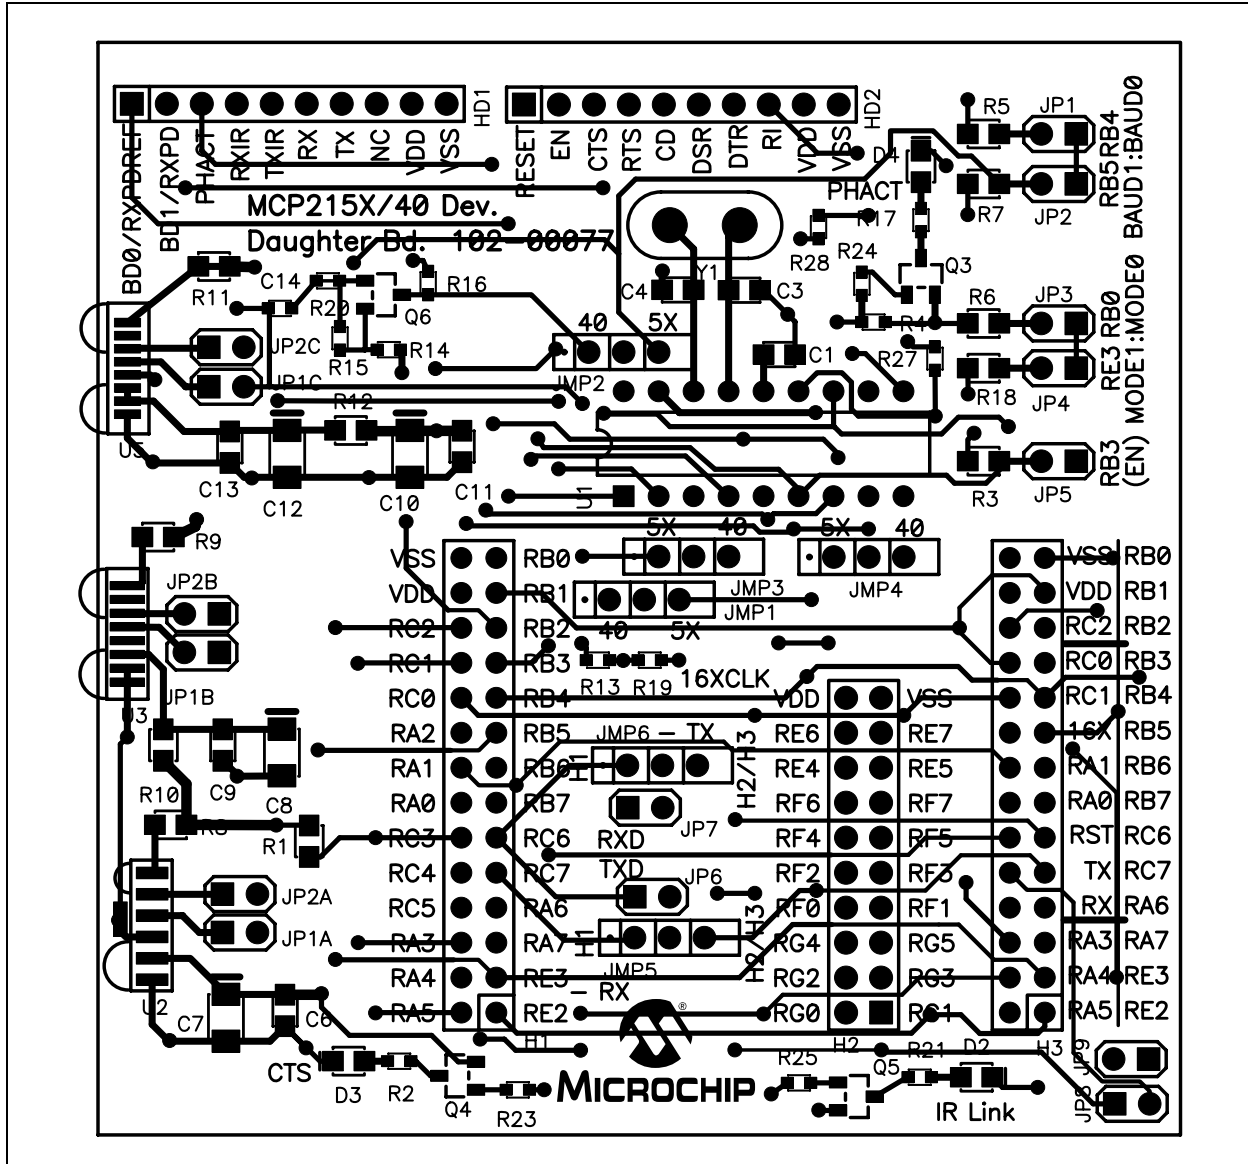 HD1
HD2
BD0/RXPDREF
BD1/RXPD
PHACT
RXIR
TXIR
RX
TX
NC
VDD
VSS
RESET
EN
CTS
RTS
CD
DSR
DTR
RI
VDD
VSS
MCP215X/40 Dev.
Daughter Bd. 102-00077
D4
PHACT
R17
R5
JP1
R7
JP2
RB5 RB4
BAUD1:BAUD0
R28
R24
Q3
R6
JP3
R4
R27
R18
JP4
RE3 RB0
MODE1:MODE0
R3
JP5
RB3
(EN)
R11
C14
R20
Q6
R16
R15
R14
JP2C
JP1C
R12
U5
C13
C12
C10
C11
C4
Y1
C3
C1
40 5X
JMP2
U1
5X 40
JMP3
5X 40
JMP4
JMP1
40 5X
R9
JP2B
JP1B
U3
R13 R19
16XCLK
VSS RB0
VDD RB1
RC2 RB2
RC1 RB3
RC0 RB4
RA2 RB5
RA1 RB6
RA0 RB7
RC3 RC6
RC4 RC7
RC5 RA6
RA3 RA7
RA4 RE3
RA5 RE2
H1
JMP6 - TX
H1
H2/H3
JP7
RXD
TXD
JP6
H1
H2 H3
JMP5
- RX
VDD VSS
RE6 RE7
RE4 RE5
RF6 RF7
RF4 RF5
RF2 RF3
RF0 RF1
RG4 RG5
RG2 RG3
RG0 RG1
H2
VSS RB0
VDD RB1
RC2 RB2
RC0 RB3
RC1 RB4
16X RB5
RA1 RB6
RA0 RB7
RST RC6
TX RC7
RX RA6
RA3 RA7
RA4 RE3
RA5 RE2
H3
R10
C9
C8
R8
R1
JP2A
JP1A
U2
C7
C6
CTS
D3
R2
Q4
R23
®
MICROCHIP
R25
Q5
R21
D2
IR Link
JP9
JP8